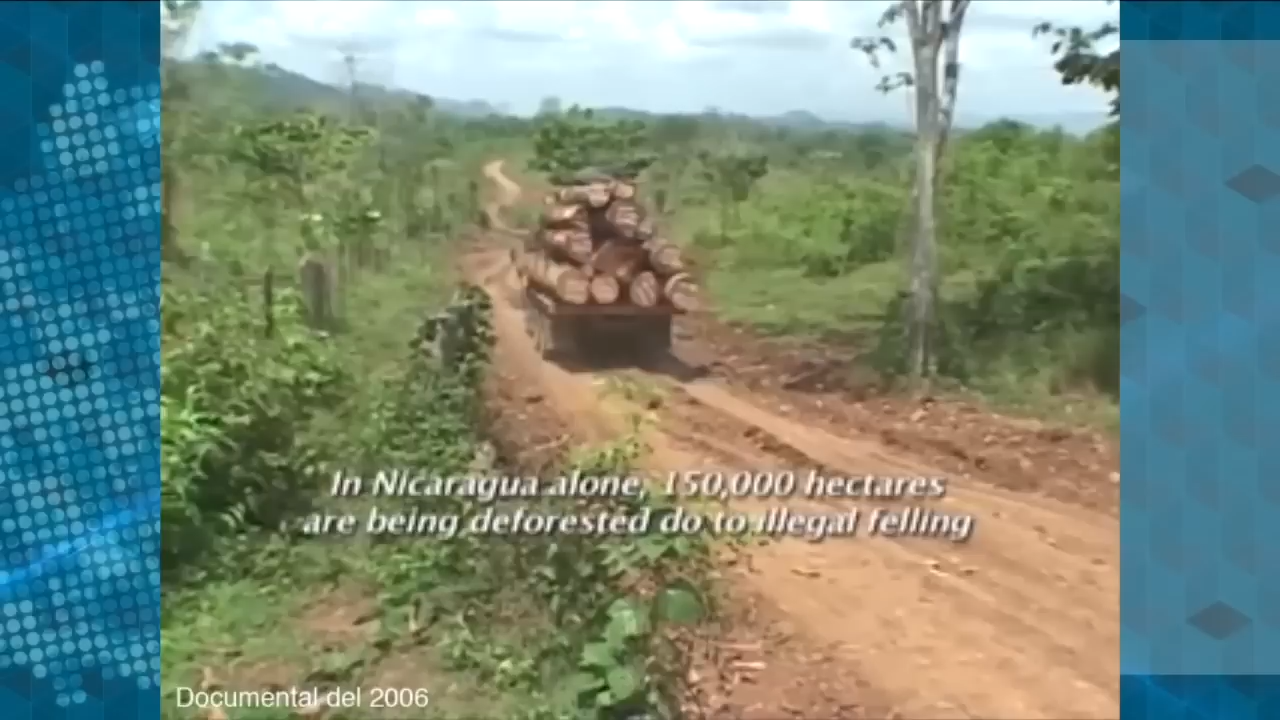 In Nicaragua alone, 150,000 hectares
are being deforested do to illegal felling
Documental del 2006